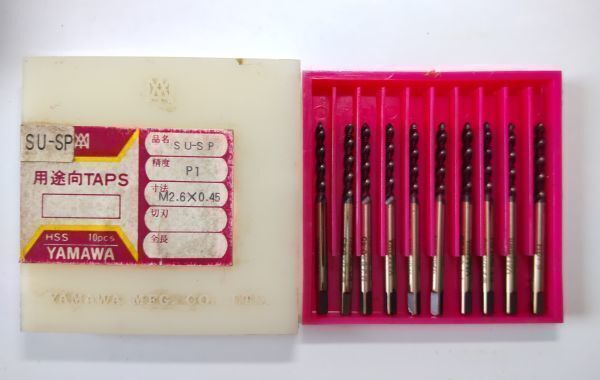 SU-SP
用途向TAPS
HSS 10pcs
YAMAWA
品名 SU-SP
精度 P1
寸法 M2.6×0.45
切刃
全長
YAMAWA MFG. CO. LTD.